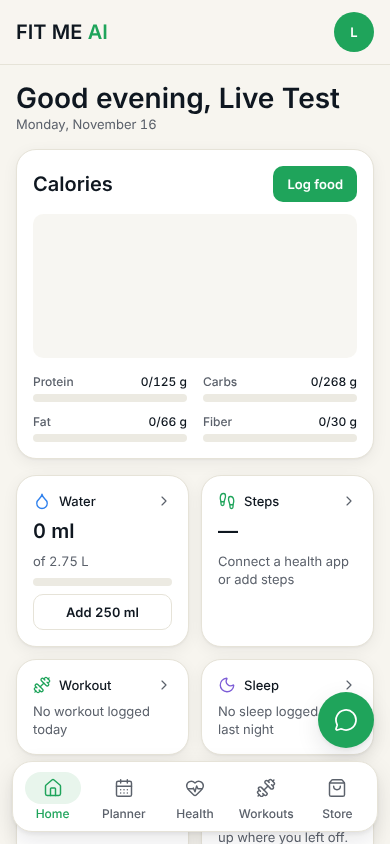 FIT ME AI
L
Good evening, Live Test
Monday, November 16
Calories
Log food
Protein 0/125 g
Carbs 0/268 g
Fat 0/66 g
Fiber 0/30 g
Water
0 ml
of 2.75 L
Add 250 ml
Steps
—
Connect a health app
or add steps
Workout
No workout logged
today
Sleep
No sleep logged
last night
up where you left off.
Home
Planner
Health
Workouts
Store